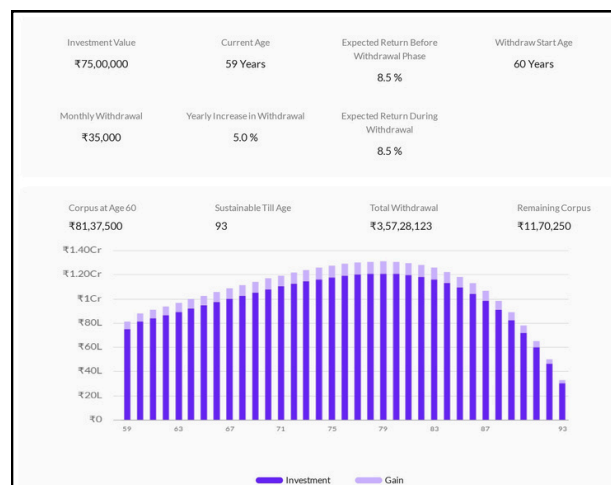 Investment Value
₹75,00,000
Current Age
59 Years
Expected Return Before
Withdrawal Phase
8.5 %
Withdraw Start Age
60 Years
Monthly Withdrawal
₹35,000
Yearly Increase in Withdrawal
5.0 %
Expected Return During
Withdrawal
8.5 %
Corpus at Age 60
₹81,37,500
Sustainable Till Age
93
Total Withdrawal
₹3,57,28,123
Remaining Corpus
₹11,70,250
₹1.40Cr
₹1.20Cr
₹1Cr
₹80L
₹60L
₹40L
₹20L
₹0
59 63 67 71 75 79 83 87 93
Investment Gain